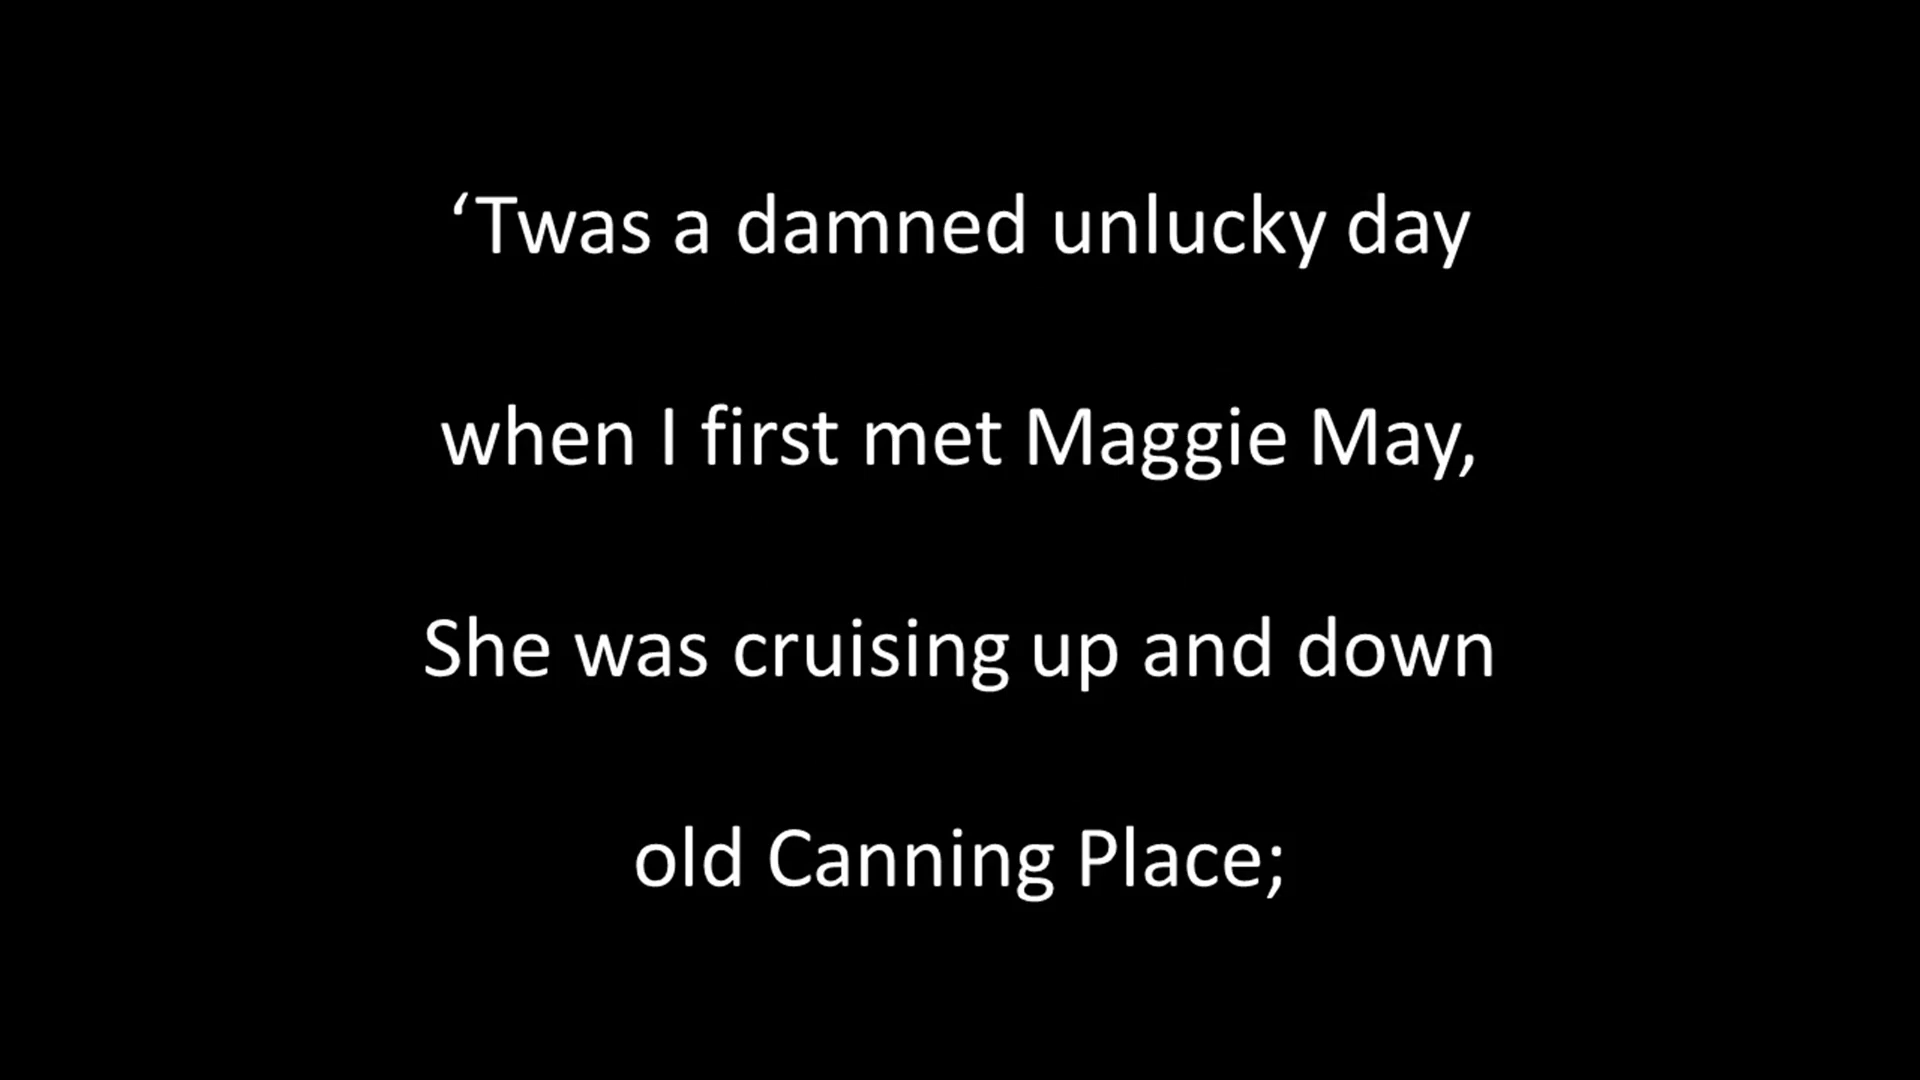 ‘Twas a damned unlucky day
when I first met Maggie May,
She was cruising up and down
old Canning Place;